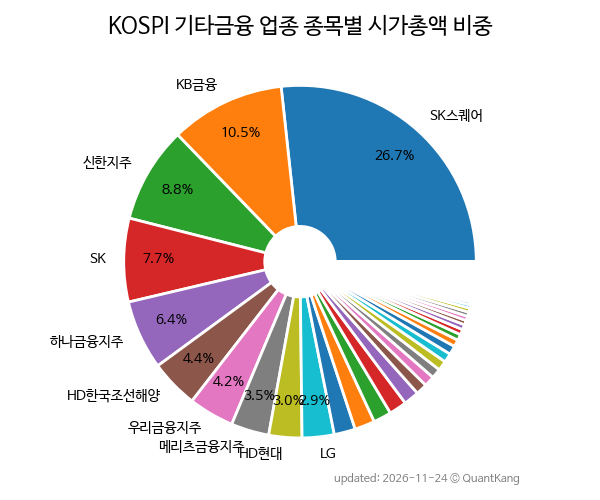 KOSPI 기타금융 업종 종목별 시가총액 비중
SK스퀘어
26.7%
KB금융
10.5%
신한지주
8.8%
SK
7.7%
하나금융지주
6.4%
HD한국조선해양
4.4%
우리금융지주
4.2%
메리츠금융지주
3.5%
HD현대
3.0%
LG
2.9%
updated: 2026-11-24 © QuantKang